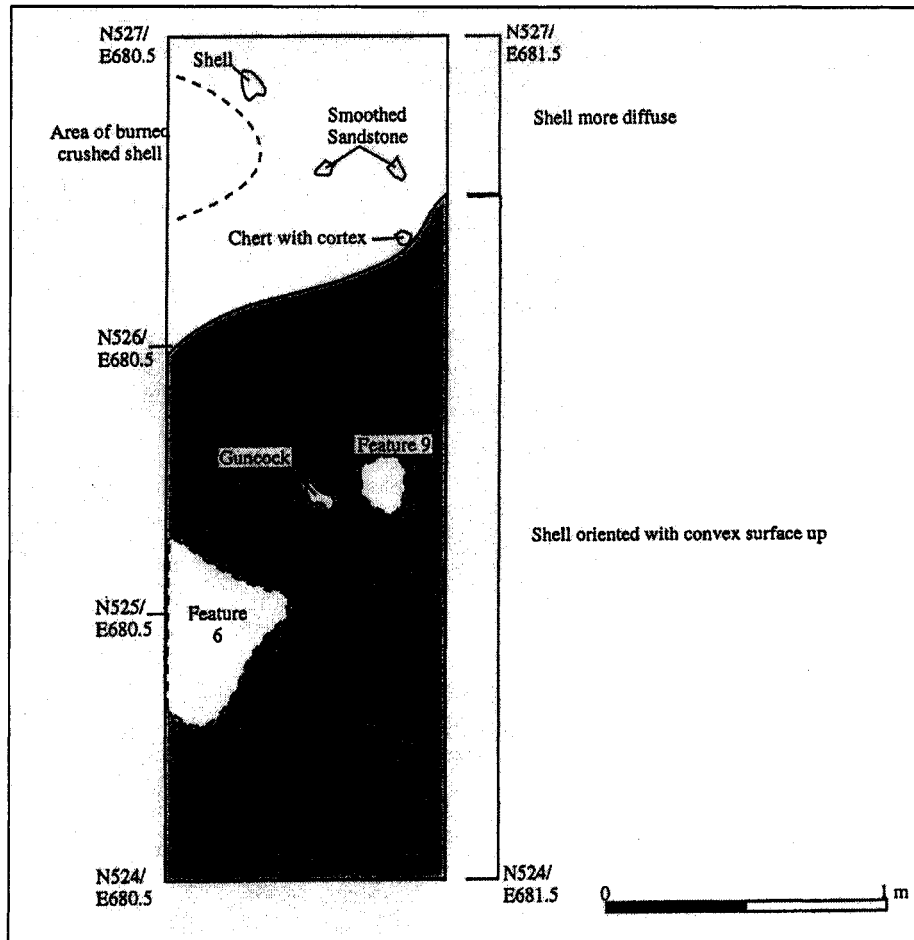 N527/
E680.5
N527/
E681.5
Shell
Smoothed
Sandstone
Shell more diffuse
Area of burned
crushed shell
Chert with cortex
N526/
E680.5
Guncock
Feature 9
Shell oriented with convex surface up
N525/
E680.5
Feature
6
N524/
E680.5
N524/
E681.5
0
1 m